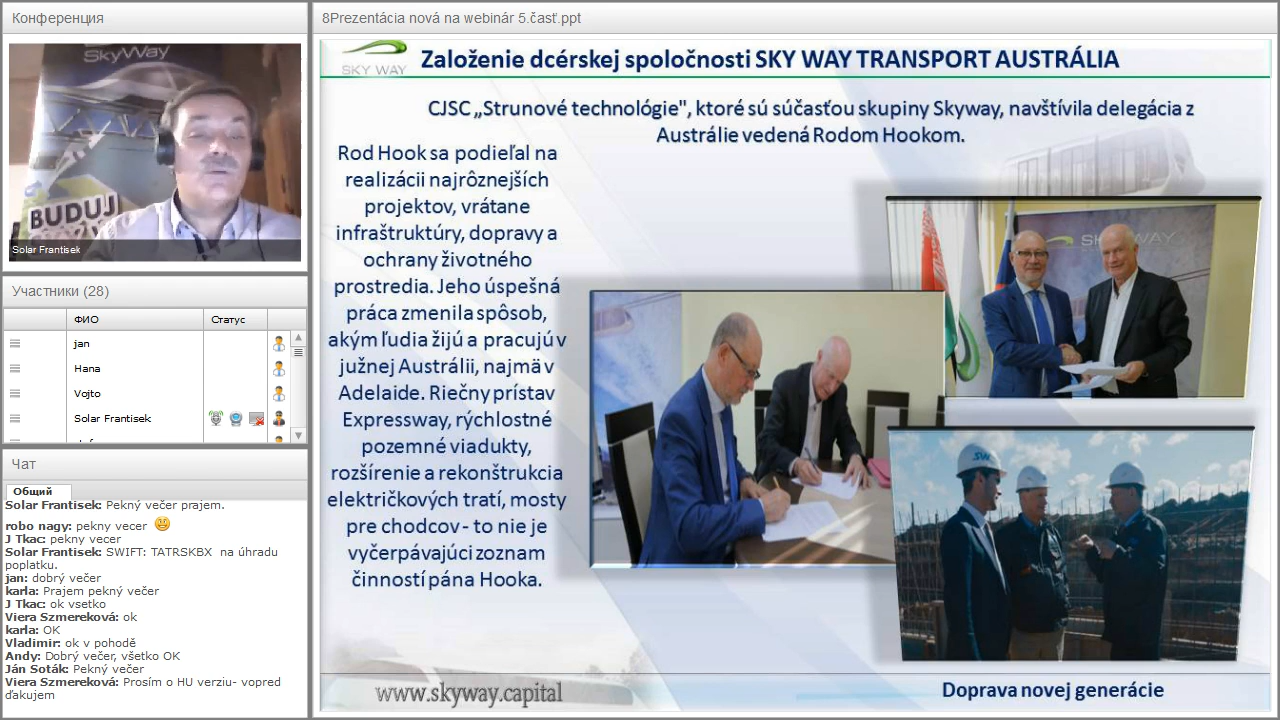 Конференция
SkyWay
BUDUJ
Solar Frantisek
Участники (28)
ФИО
Статус
jan
Hana
Vojto
Solar Frantisek
Чат
Общий
Solar Frantisek: Pekný večer prajem.
robo nagy: pekny vecer
J Tkac: pekny vecer
Solar Frantisek: SWIFT: TATRSKBX na úhradu
poplatku.
jan: dobrý večer
karla: Prajem pekný večer
J Tkac: ok vsetko
Viera Szmereková: ok
karla: OK
Vladimir: ok v pohodě
Andy: Dobrý večer, všetko OK
Ján Soták: Pekný večer
Viera Szmereková: Prosím o HU verziu- vopred
ďakujem
8Prezentácia nová na webinár 5.časť.ppt
SKY WAY
Založenie dcérskej spoločnosti SKY WAY TRANSPORT AUSTRÁLIA
CJSC „Strunové technológie", ktoré sú súčasťou skupiny Skyway, navštívila delegácia z
Austrálie vedená Rodom Hookom.
Rod Hook sa podieľal na
realizácii najrôznejších
projektov, vrátane
infraštruktúry, dopravy a
ochrany životného
prostredia. Jeho úspešná
práca zmenila spôsob,
akým ľudia žijú a pracujú v
južnej Austrálii, najmä v
Adelaide. Riečny prístav
Expressway, rýchlostné
pozemné viadukty,
rozšírenie a rekonštrukcia
električkových tratí, mosty
pre chodcov - to nie je
vyčerpávajúci zoznam
činností pána Hooka.
SKYWAY
SW
www.skyway.capital
Doprava novej generácie